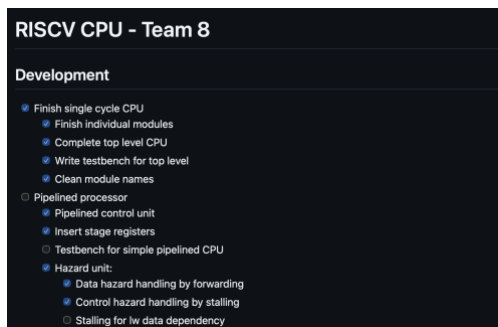 RISCV CPU - Team 8
Development
Finish single cycle CPU
Finish individual modules
Complete top level CPU
Write testbench for top level
Clean module names
Pipelined processor
Pipelined control unit
Insert stage registers
Testbench for simple pipelined CPU
Hazard unit:
Data hazard handling by forwarding
Control hazard handling by stalling
Stalling for lw data dependency